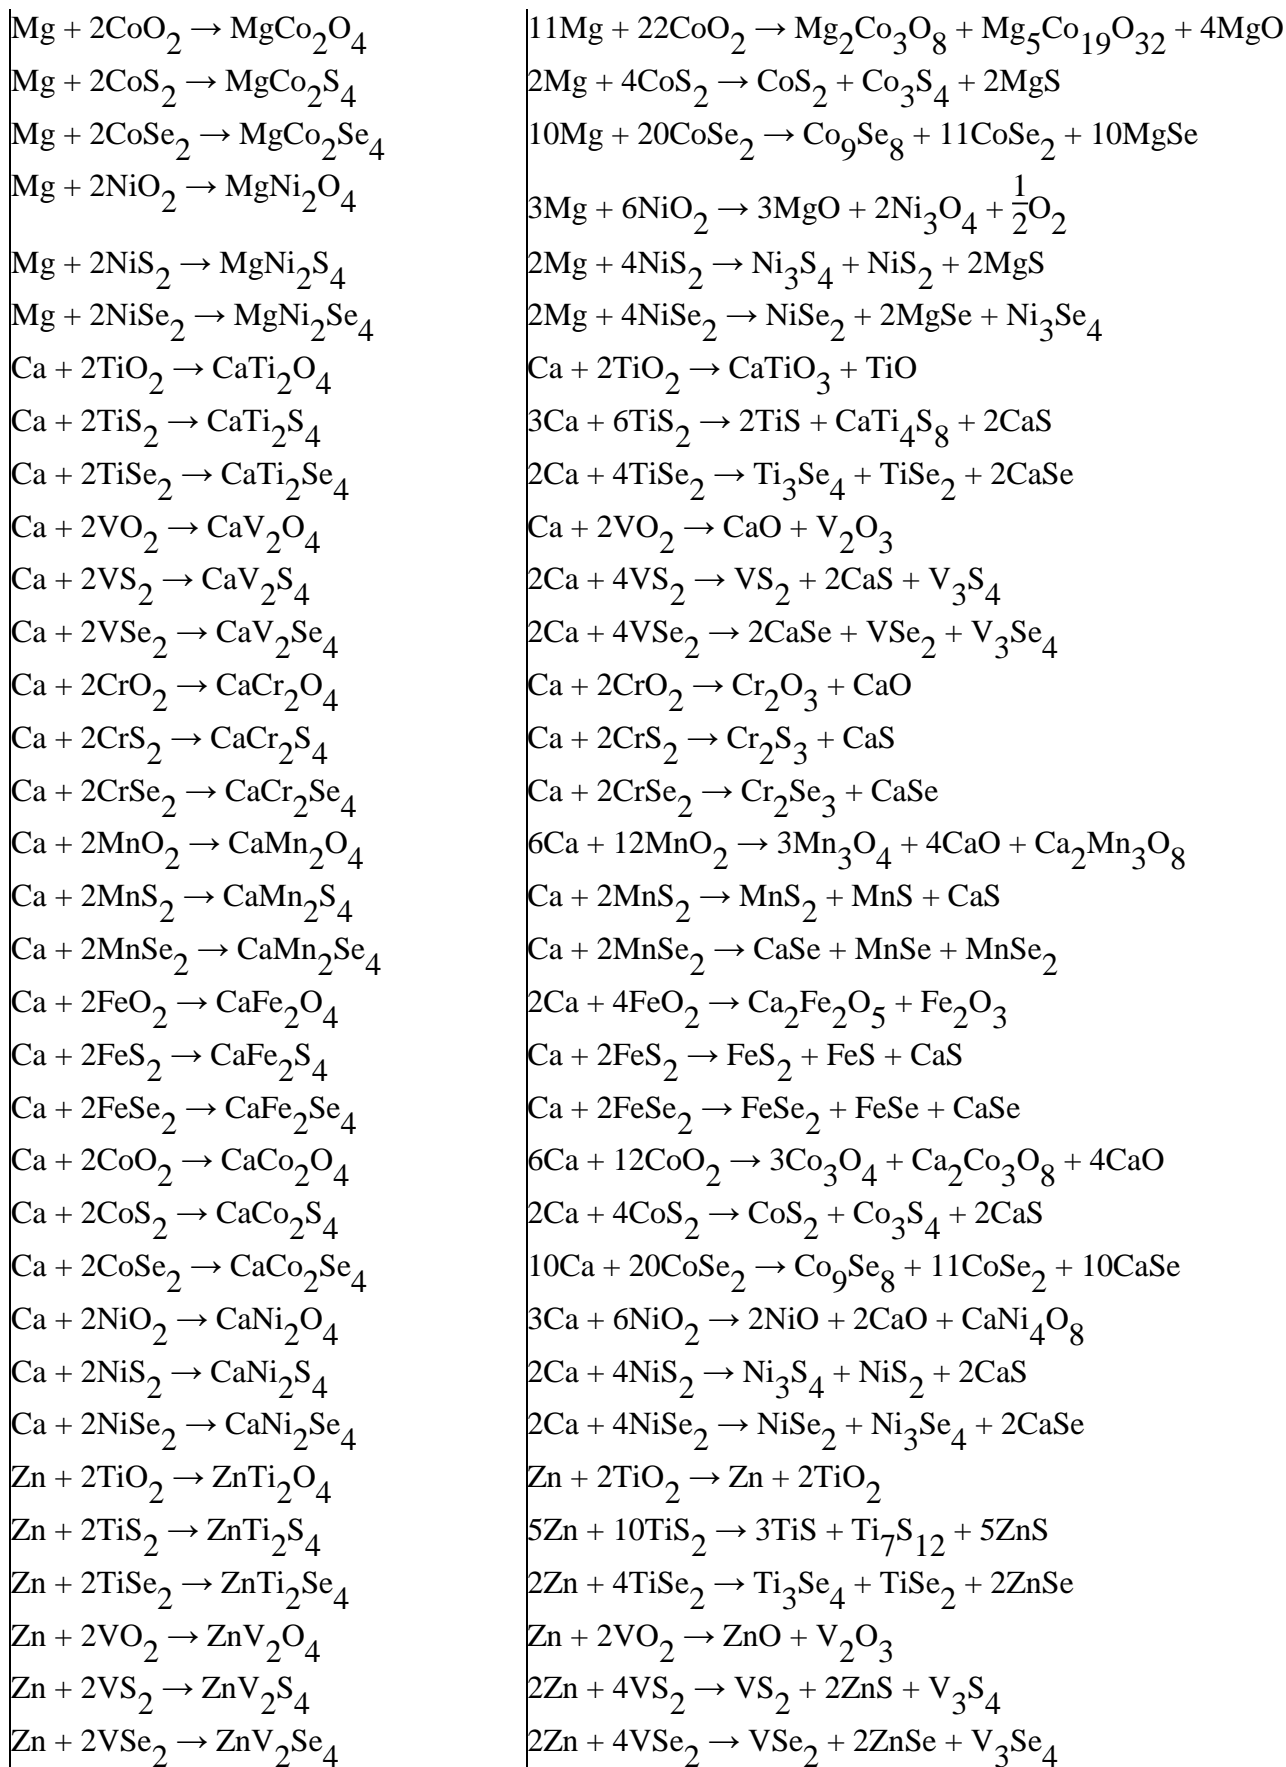 Mg + 2CoO₂ → MgCo₂O₄ 11Mg + 22CoO₂ → Mg₂Co₃O₈ + Mg₅Co₁₉O₃₂ + 4MgO
Mg + 2CoS₂ → MgCo₂S₄ 2Mg + 4CoS₂ → CoS₂ + Co₃S₄ + 2MgS
Mg + 2CoSe₂ → MgCo₂Se₄ 10Mg + 20CoSe₂ → Co₉Se₈ + 11CoSe₂ + 10MgSe
Mg + 2NiO₂ → MgNi₂O₄ 3Mg + 6NiO₂ → 3MgO + 2Ni₃O₄ + 1/2O₂
Mg + 2NiS₂ → MgNi₂S₄ 2Mg + 4NiS₂ → Ni₃S₄ + NiS₂ + 2MgS
Mg + 2NiSe₂ → MgNi₂Se₄ 2Mg + 4NiSe₂ → NiSe₂ + 2MgSe + Ni₃Se₄
Ca + 2TiO₂ → CaTi₂O₄ Ca + 2TiO₂ → CaTiO₃ + TiO
Ca + 2TiS₂ → CaTi₂S₄ 3Ca + 6TiS₂ → 2TiS + CaTi₄S₈ + 2CaS
Ca + 2TiSe₂ → CaTi₂Se₄ 2Ca + 4TiSe₂ → Ti₃Se₄ + TiSe₂ + 2CaSe
Ca + 2VO₂ → CaV₂O₄ Ca + 2VO₂ → CaO + V₂O₃
Ca + 2VS₂ → CaV₂S₄ 2Ca + 4VS₂ → VS₂ + 2CaS + V₃S₄
Ca + 2VSe₂ → CaV₂Se₄ 2Ca + 4VSe₂ → 2CaSe + VSe₂ + V₃Se₄
Ca + 2CrO₂ → CaCr₂O₄ Ca + 2CrO₂ → Cr₂O₃ + CaO
Ca + 2CrS₂ → CaCr₂S₄ Ca + 2CrS₂ → Cr₂S₃ + CaS
Ca + 2CrSe₂ → CaCr₂Se₄ Ca + 2CrSe₂ → Cr₂Se₃ + CaSe
Ca + 2MnO₂ → CaMn₂O₄ 6Ca + 12MnO₂ → 3Mn₃O₄ + 4CaO + Ca₂Mn₃O₈
Ca + 2MnS₂ → CaMn₂S₄ Ca + 2MnS₂ → MnS₂ + MnS + CaS
Ca + 2MnSe₂ → CaMn₂Se₄ Ca + 2MnSe₂ → CaSe + MnSe + MnSe₂
Ca + 2FeO₂ → CaFe₂O₄ 2Ca + 4FeO₂ → Ca₂Fe₂O₅ + Fe₂O₃
Ca + 2FeS₂ → CaFe₂S₄ Ca + 2FeS₂ → FeS₂ + FeS + CaS
Ca + 2FeSe₂ → CaFe₂Se₄ Ca + 2FeSe₂ → FeSe₂ + FeSe + CaSe
Ca + 2CoO₂ → CaCo₂O₄ 6Ca + 12CoO₂ → 3Co₃O₄ + Ca₂Co₃O₈ + 4CaO
Ca + 2CoS₂ → CaCo₂S₄ 2Ca + 4CoS₂ → CoS₂ + Co₃S₄ + 2CaS
Ca + 2CoSe₂ → CaCo₂Se₄ 10Ca + 20CoSe₂ → Co₉Se₈ + 11CoSe₂ + 10CaSe
Ca + 2NiO₂ → CaNi₂O₄ 3Ca + 6NiO₂ → 2NiO + 2CaO + CaNi₄O₈
Ca + 2NiS₂ → CaNi₂S₄ 2Ca + 4NiS₂ → Ni₃S₄ + NiS₂ + 2CaS
Ca + 2NiSe₂ → CaNi₂Se₄ 2Ca + 4NiSe₂ → NiSe₂ + Ni₃Se₄ + 2CaSe
Zn + 2TiO₂ → ZnTi₂O₄ Zn + 2TiO₂ → Zn + 2TiO₂
Zn + 2TiS₂ → ZnTi₂S₄ 5Zn + 10TiS₂ → 3TiS + Ti₇S₁₂ + 5ZnS
Zn + 2TiSe₂ → ZnTi₂Se₄ 2Zn + 4TiSe₂ → Ti₃Se₄ + TiSe₂ + 2ZnSe
Zn + 2VO₂ → ZnV₂O₄ Zn + 2VO₂ → ZnO + V₂O₃
Zn + 2VS₂ → ZnV₂S₄ 2Zn + 4VS₂ → VS₂ + 2ZnS + V₃S₄
Zn + 2VSe₂ → ZnV₂Se₄ 2Zn + 4VSe₂ → VSe₂ + 2ZnSe + V₃Se₄